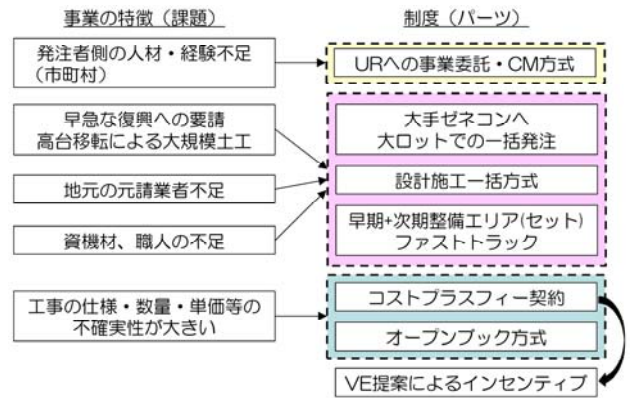 事業の特徴（課題）
制度（パーツ）
発注者側の人材・経験不足
（市町村）
URへの事業委託・CM方式
早急な復興への要請
高台移転による大規模土工
地元の元請業者不足
資機材、職人の不足
大手ゼネコンへ
大ロットでの一括発注
設計施工一括方式
早期+次期整備エリア(セット)
ファストトラック
工事の仕様・数量・単価等の
不確実性が大きい
コストプラスフィー契約
オープンブック方式
VE提案によるインセンティブ